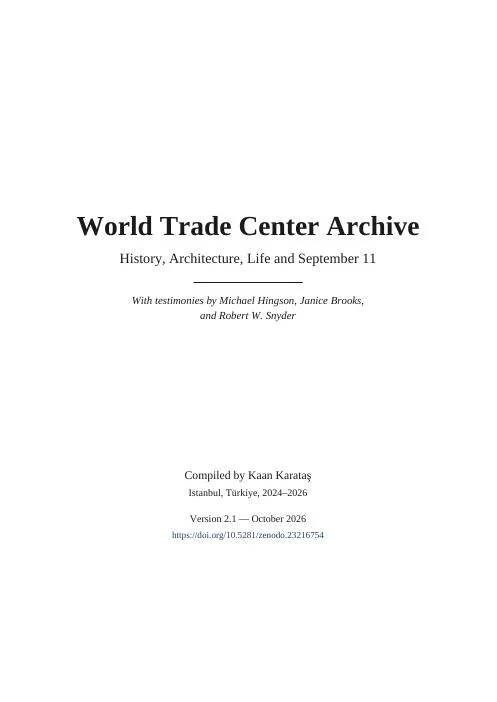 World Trade Center Archive
History, Architecture, Life and September 11
With testimonies by Michael Hingson, Janice Brooks,
and Robert W. Snyder
Compiled by Kaan Karataş
Istanbul, Türkiye, 2024–2026
Version 2.1 — October 2026
https://doi.org/10.5281/zenodo.23216754